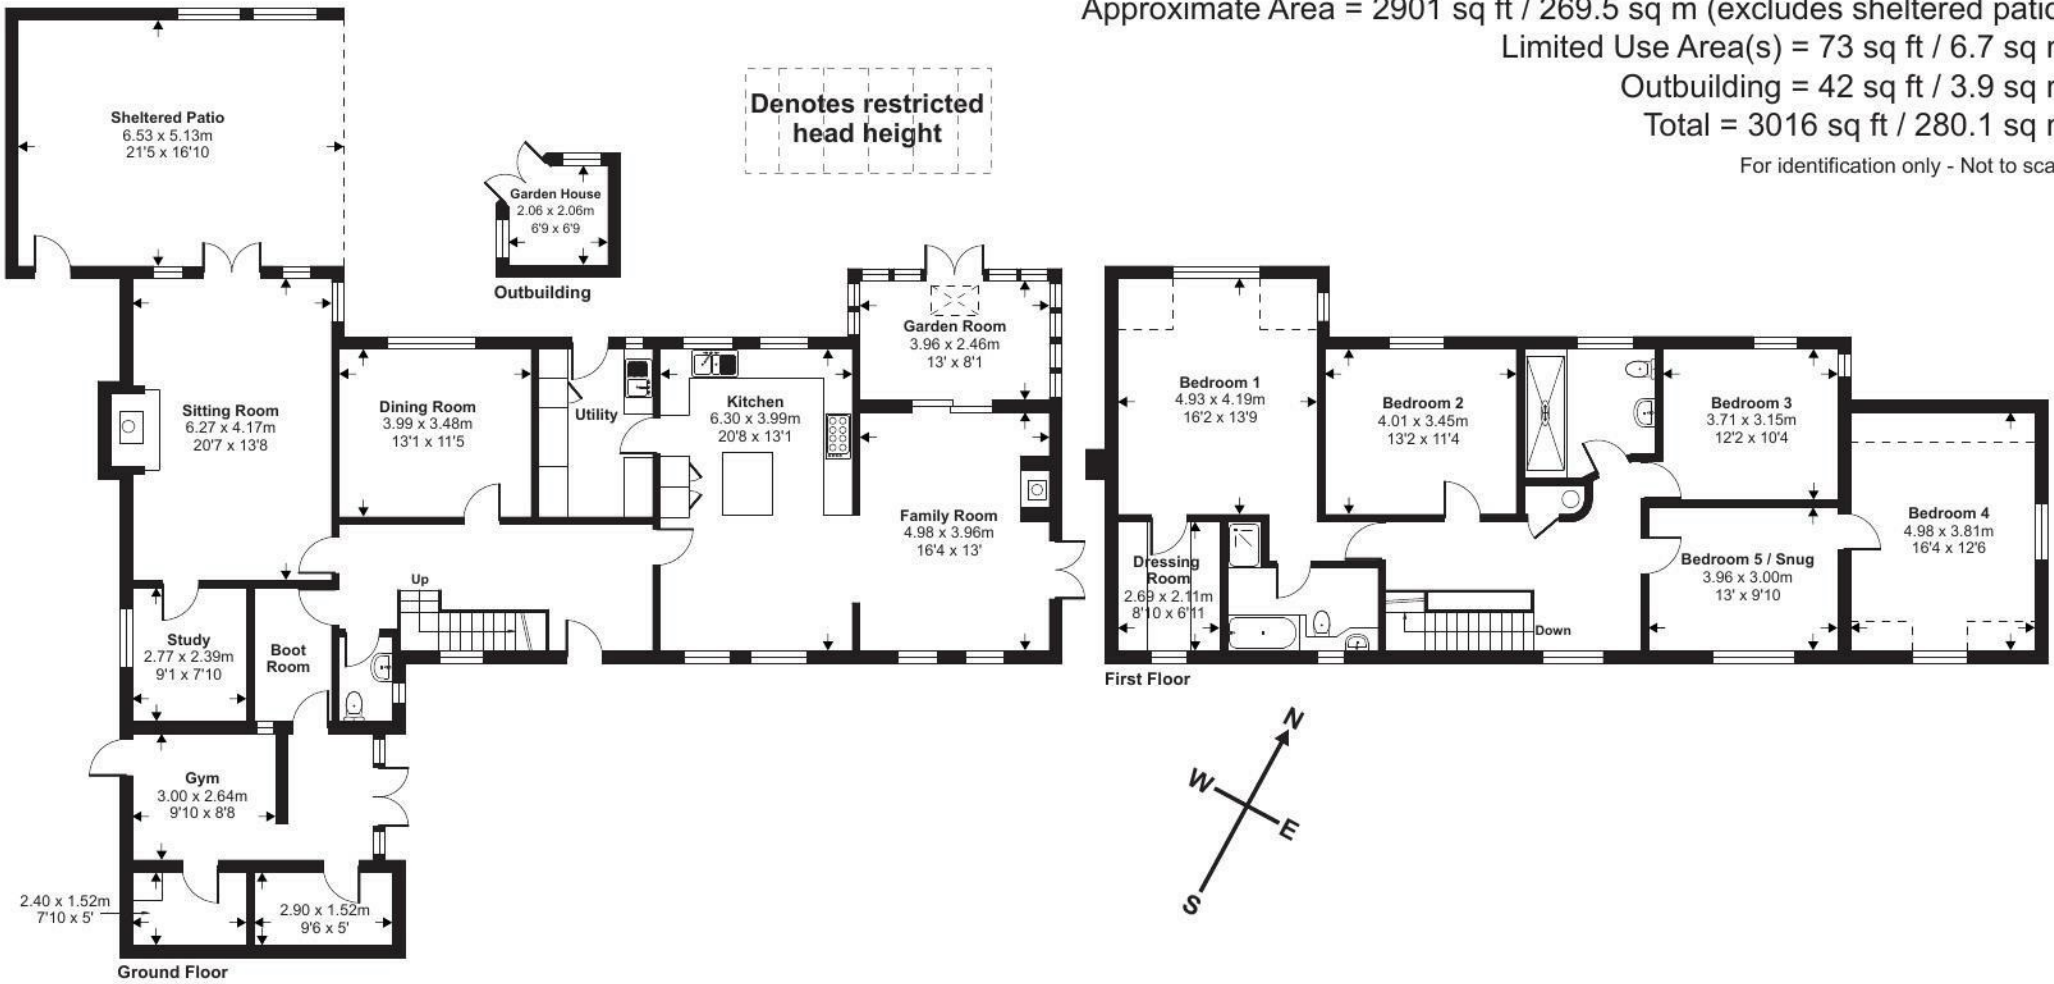 Approximate Area = 2901 sq ft / 269.5 sq m (excludes sheltered patio
Limited Use Area(s) = 73 sq ft / 6.7 sq m
Outbuilding = 42 sq ft / 3.9 sq m
Total = 3016 sq ft / 280.1 sq m
For identification only - Not to sca
Denotes restricted
head height
Sheltered Patio
6.53 x 5.13m
21'5 x 16'10
Garden House
2.06 x 2.06m
6'9 x 6'9
Outbuilding
Garden Room
3.96 x 2.46m
13' x 8'1
Sitting Room
6.27 x 4.17m
20'7 x 13'8
Dining Room
3.99 x 3.48m
13'1 x 11'5
Utility
Kitchen
6.30 x 3.99m
20'8 x 13'1
Family Room
4.98 x 3.96m
16'4 x 13'
Up
Study
2.77 x 2.39m
9'1 x 7'10
Boot
Room
Gym
3.00 x 2.64m
9'10 x 8'8
2.40 x 1.52m
7'10 x 5'
2.90 x 1.52m
9'6 x 5'
Ground Floor
Bedroom 1
4.93 x 4.19m
16'2 x 13'9
Bedroom 2
4.01 x 3.45m
13'2 x 11'4
Bedroom 3
3.71 x 3.15m
12'2 x 10'4
Bedroom 4
4.98 x 3.81m
16'4 x 12'6
Bedroom 5 / Snug
3.96 x 3.00m
13' x 9'10
Dressing
Room
2.69 x 2.11m
8'10 x 6'11
Down
First Floor
N
W
E
S